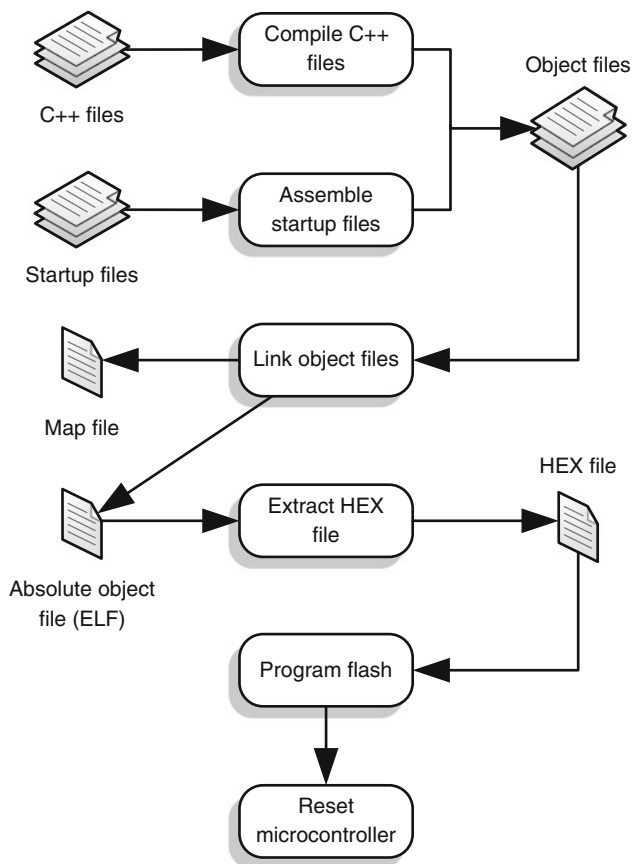 Compile C++
files
Object files
C++ files
Assemble
startup files
Startup files
Link object files
Map file
HEX file
Extract HEX
file
Absolute object
file (ELF)
Program flash
Reset
microcontroller